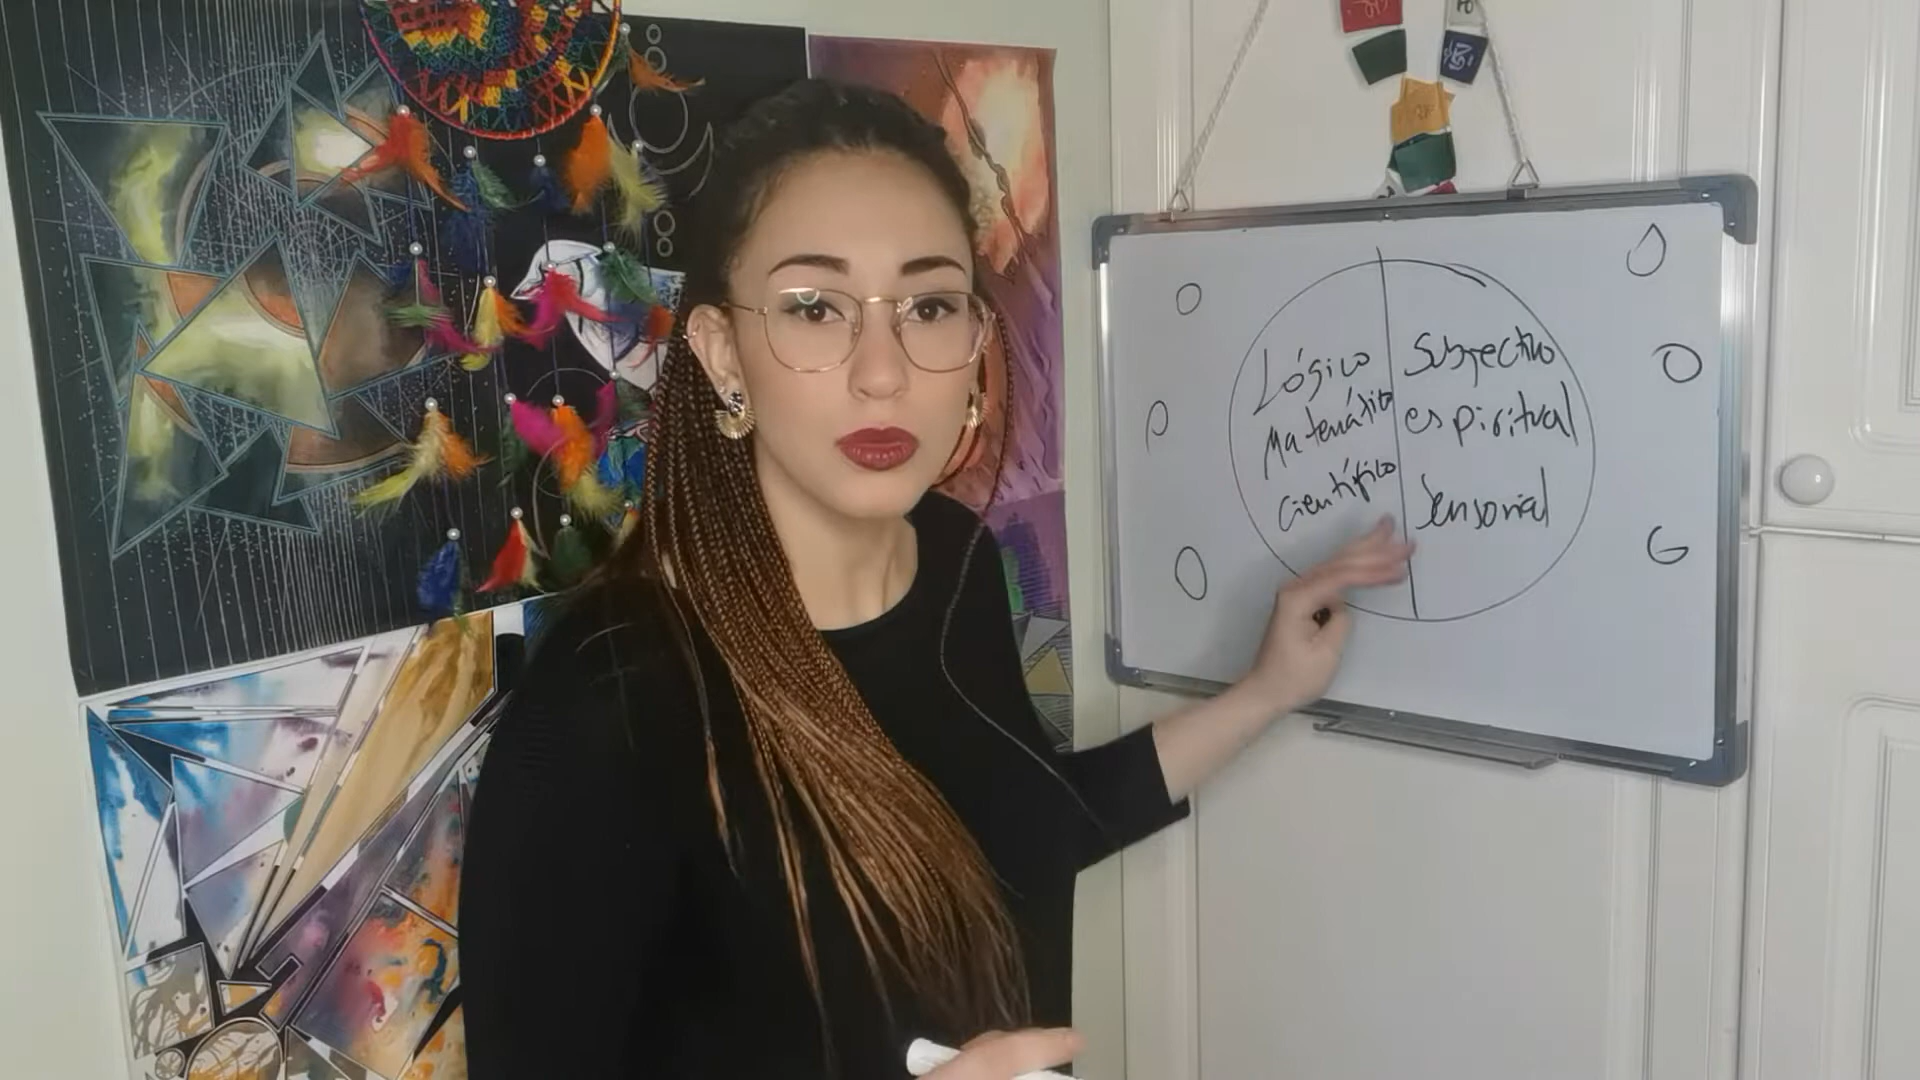 Lógico
Matemático
Científico
Subjectivo
espiritual
Sensorial